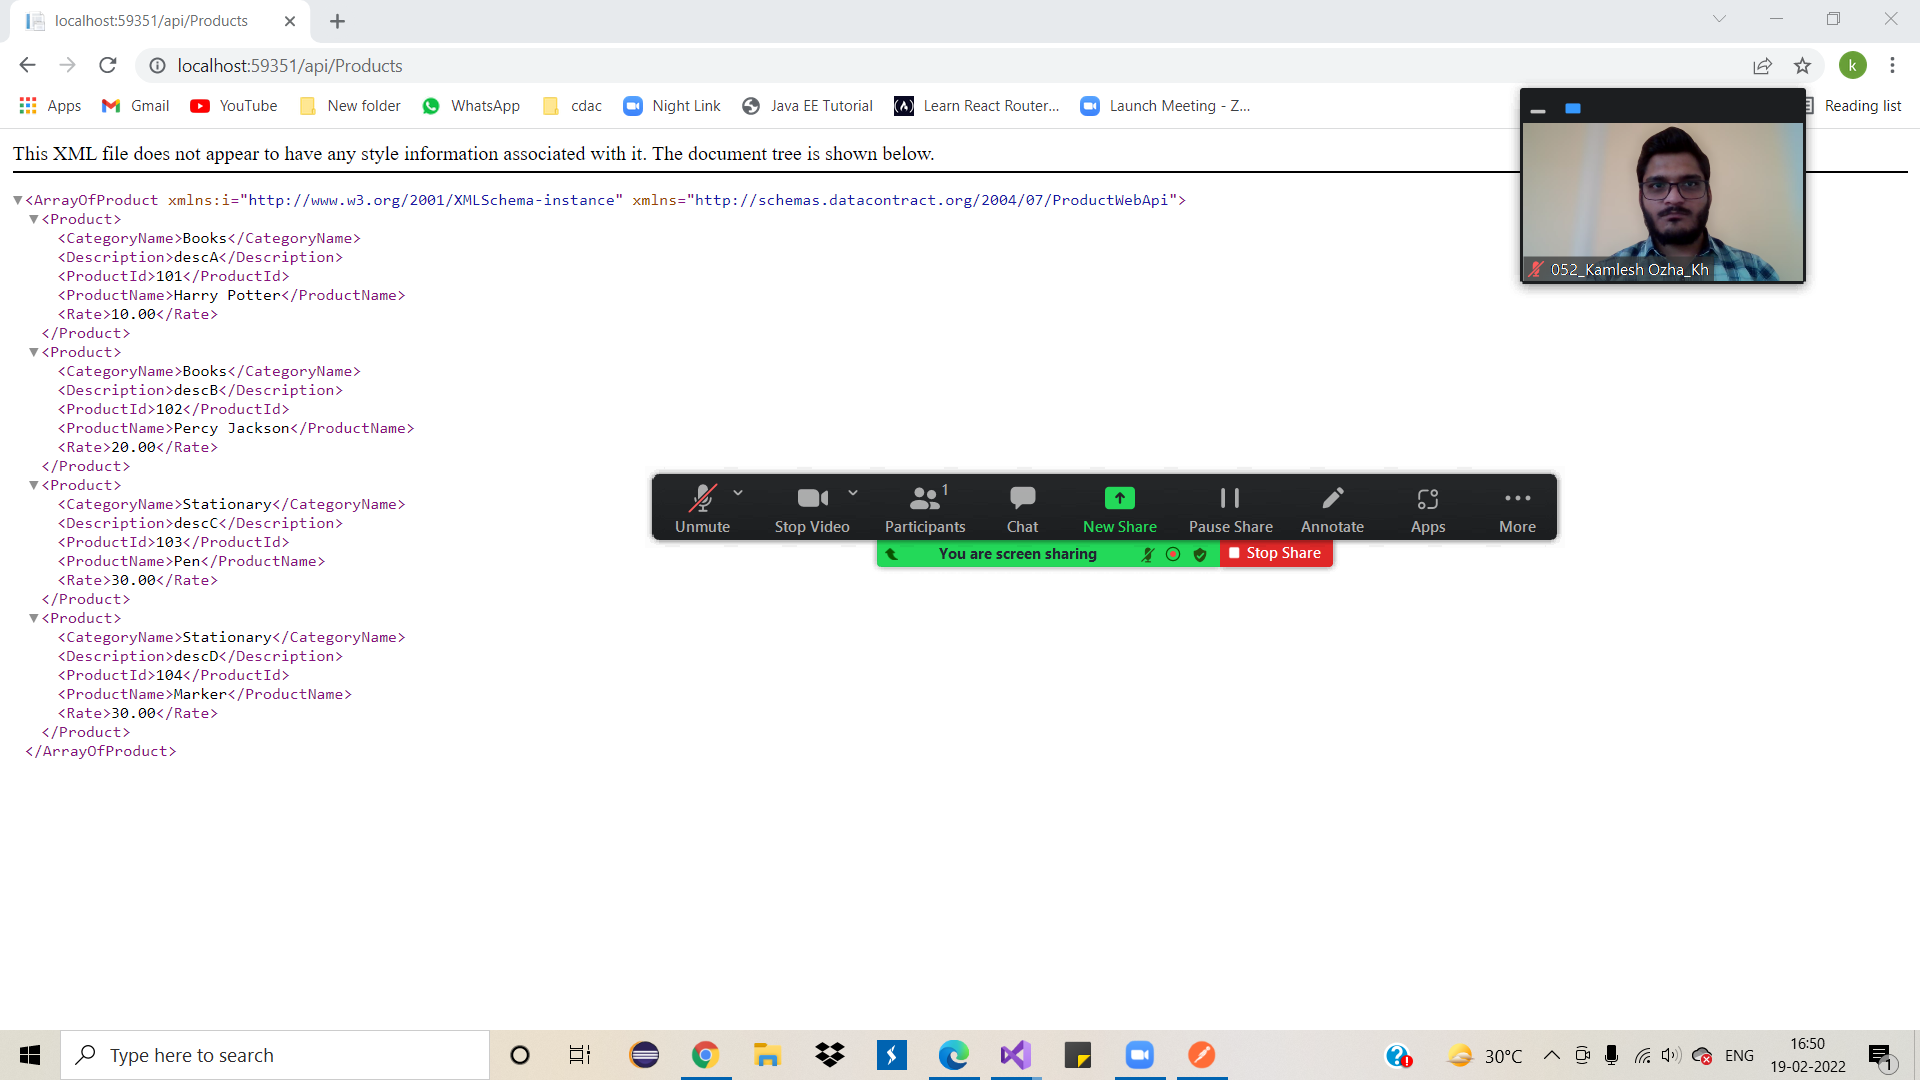 localhost:59351/api/Products
localhost:59351/api/Products
k
Apps Gmail YouTube New folder WhatsApp cdac Night Link Java EE Tutorial Learn React Router... Launch Meeting - Z... Reading list
This XML file does not appear to have any style information associated with it. The document tree is shown below.
<ArrayOfProduct xmlns:i="http://www.w3.org/2001/XMLSchema-instance" xmlns="http://schemas.datacontract.org/2004/07/ProductWebApi">
<Product>
<CategoryName>Books</CategoryName>
<Description>descA</Description>
<ProductId>101</ProductId>
<ProductName>Harry Potter</ProductName>
<Rate>10.00</Rate>
</Product>
<Product>
<CategoryName>Books</CategoryName>
<Description>descB</Description>
<ProductId>102</ProductId>
<ProductName>Percy Jackson</ProductName>
<Rate>20.00</Rate>
</Product>
<Product>
<CategoryName>Stationary</CategoryName>
<Description>descC</Description>
<ProductId>103</ProductId>
<ProductName>Pen</ProductName>
<Rate>30.00</Rate>
</Product>
<Product>
<CategoryName>Stationary</CategoryName>
<Description>descD</Description>
<ProductId>104</ProductId>
<ProductName>Marker</ProductName>
<Rate>30.00</Rate>
</Product>
</ArrayOfProduct>
052_Kamlesh Ozha_Kh
1
Unmute Stop Video Participants Chat New Share Pause Share Annotate Apps More
You are screen sharing Stop Share
Type here to search
30°C ENG
16:50
19-02-2022
1